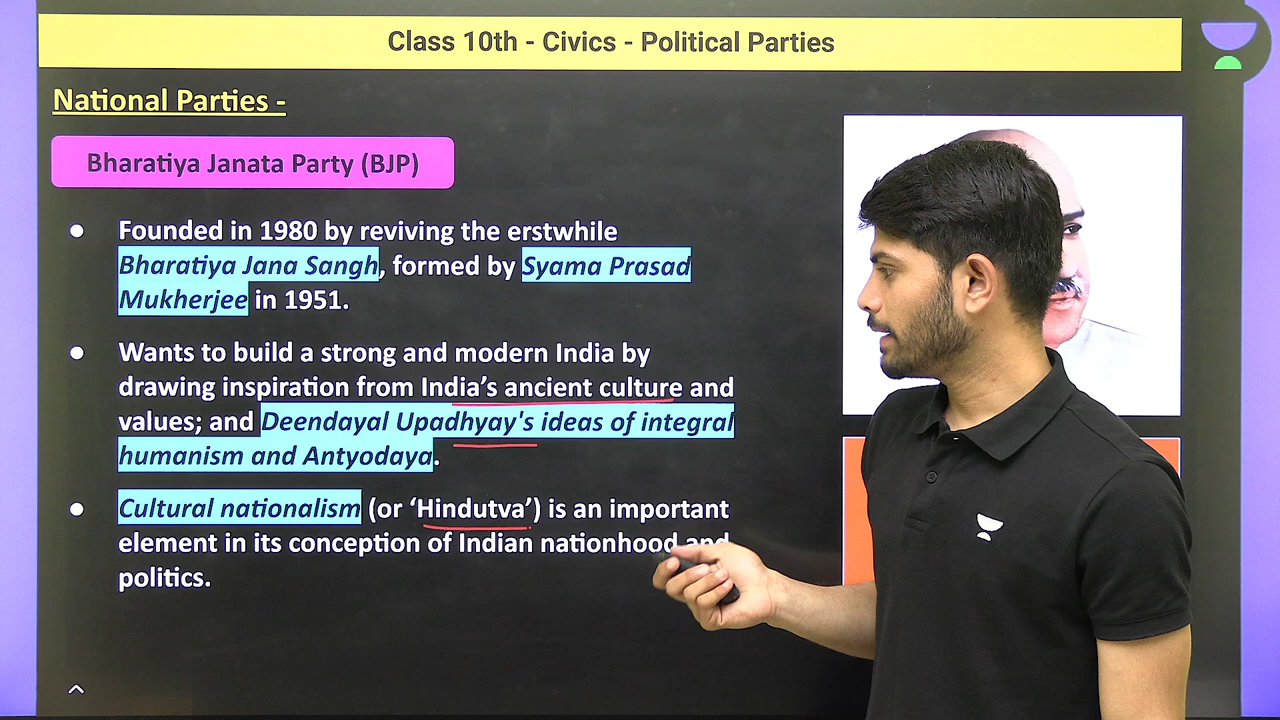 Class 10th - Civics - Political Parties
National Parties -
Bharatiya Janata Party (BJP)
● Founded in 1980 by reviving the erstwhile
Bharatiya Jana Sangh, formed by Syama Prasad
Mukherjee in 1951.
● Wants to build a strong and modern India by
drawing inspiration from India’s ancient culture and
values; and Deendayal Upadhyay's ideas of integral
humanism and Antyodaya.
● Cultural nationalism (or ‘Hindutva’) is an important
element in its conception of Indian nationhood and
politics.